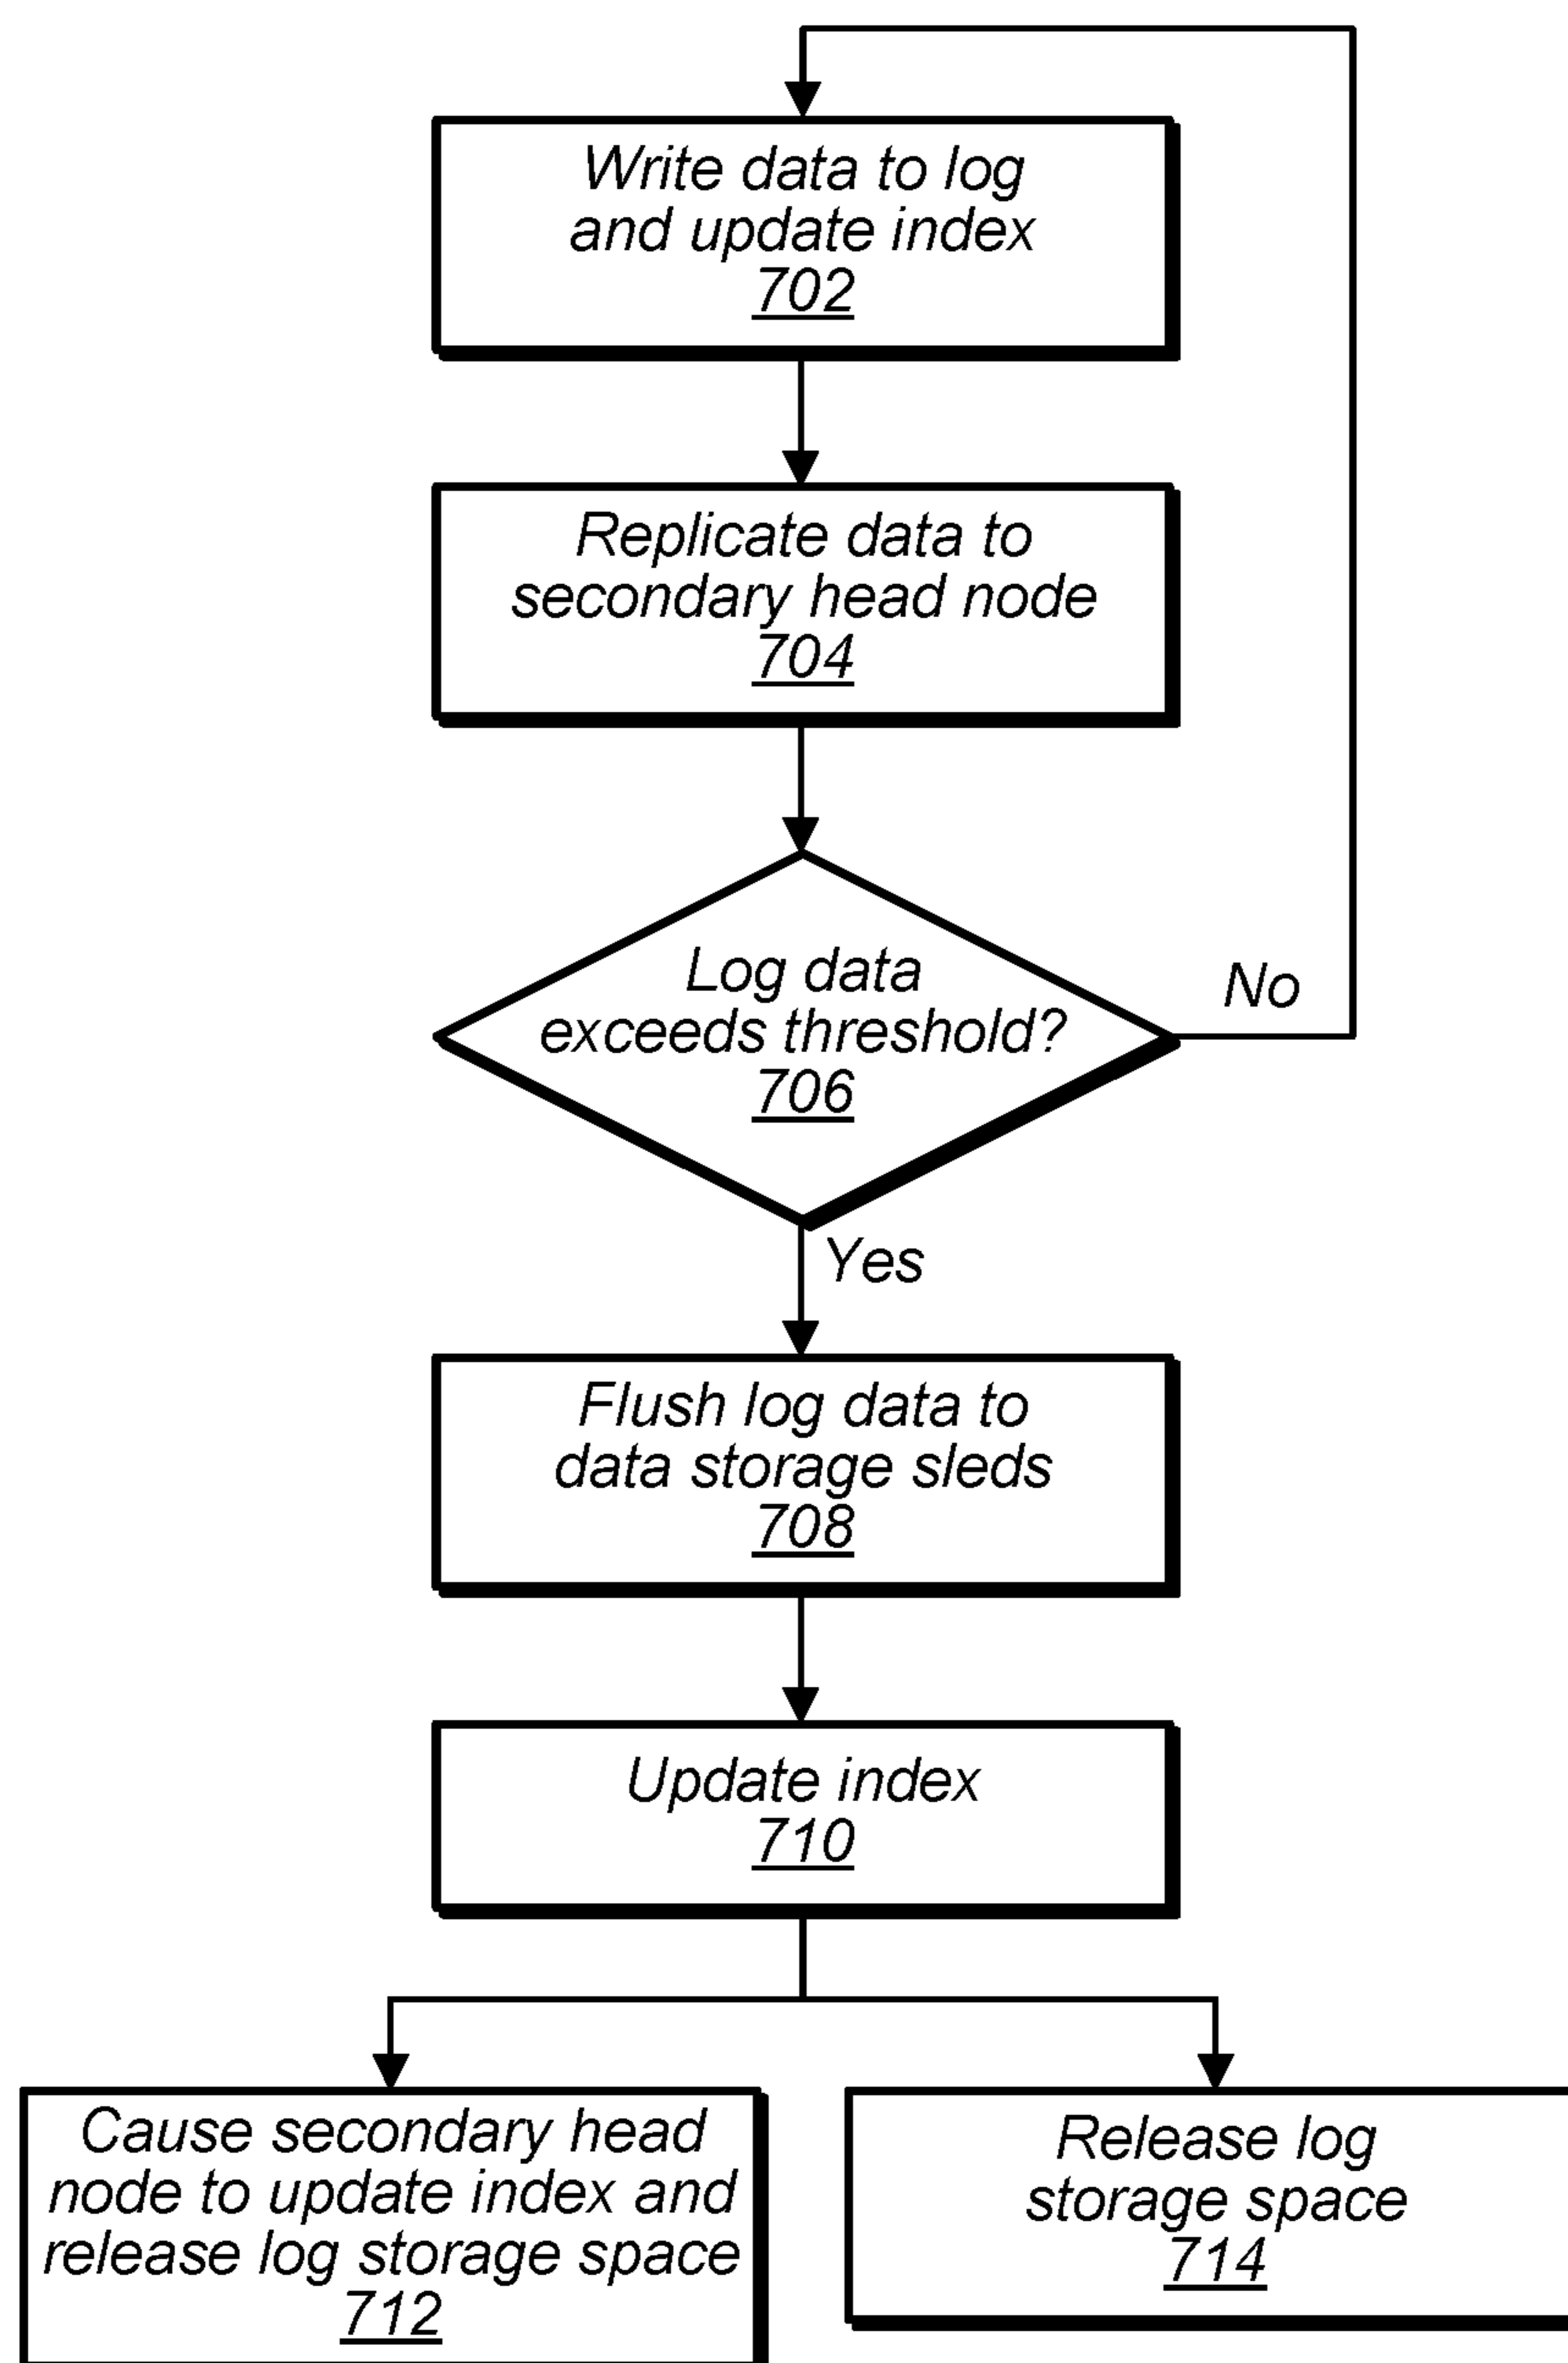 Write data to log
and update index
702
Replicate data to
secondary head node
704
Log data
exceeds threshold?
706
No
Yes
Flush log data to
data storage sleds
708
Update index
710
Cause secondary head
node to update index and
release log storage space
712
Release log
storage space
714